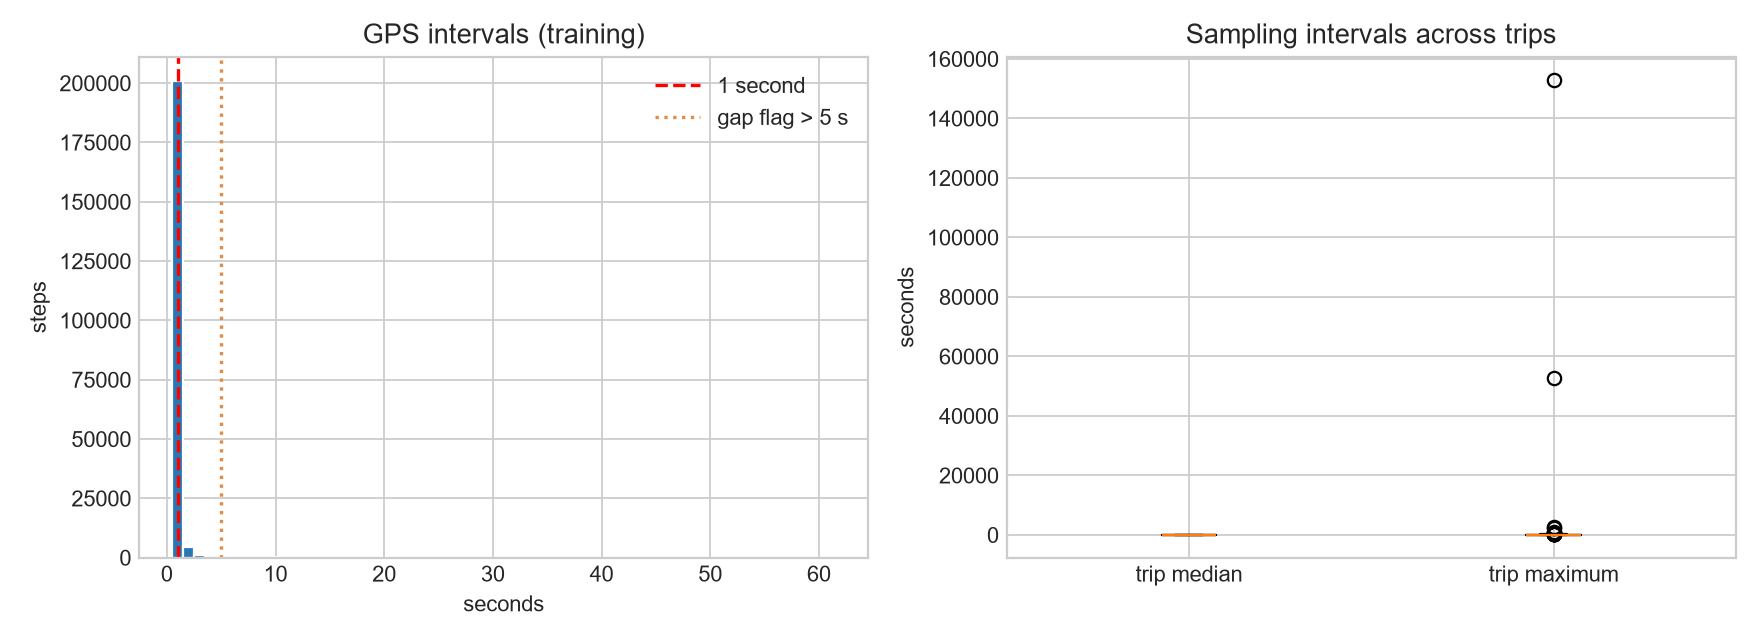 GPS intervals (training)
200000
175000
150000
125000
100000
75000
50000
25000
0
steps
0 10 20 30 40 50 60
seconds
1 second
gap flag > 5 s
Sampling intervals across trips
160000
140000
120000
100000
80000
60000
40000
20000
0
seconds
trip median
trip maximum